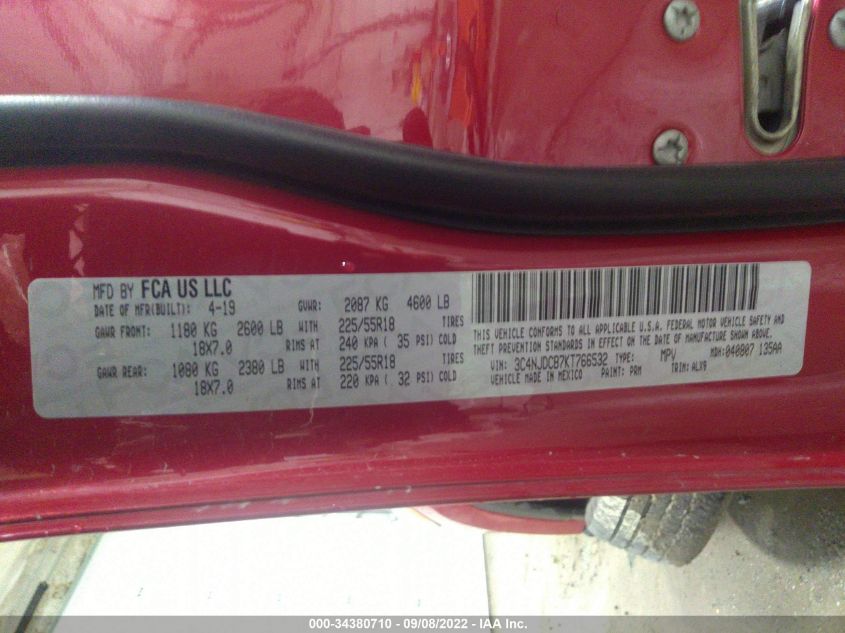 MFD BY FCA US LLC
DATE OF MFR(BUILT): 4-19 GVWR: 2087 KG 4600 LB
GAWR FRONT: 1180 KG 2600 LB WITH 225/55R18 TIRES
18X7.0 RIMS AT 240 KPA ( 35 PSI) COLD
GAWR REAR: 1080 KG 2380 LB WITH 225/55R18 TIRES
18X7.0 RIMS AT 220 KPA ( 32 PSI) COLD
THIS VEHICLE CONFORMS TO ALL APPLICABLE U.S.A. FEDERAL MOTOR VEHICLE SAFETY AND
THEFT PREVENTION STANDARDS IN EFFECT ON THE DATE OF MANUFACTURE SHOWN ABOVE.
VIN: 3C4NJDCB7KT766532 TYPE: MPV MDH:040807 135AA
VEHICLE MADE IN MEXICO PAINT: PRM TRIM: ALX9
000-34380710 - 09/08/2022 - IAA Inc.